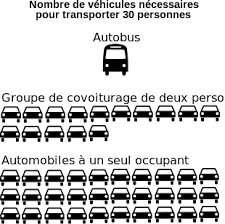 Nombre de véhicules nécessaires
pour transporter 30 personnes
Autobus
Groupe de covoiturage de deux perso
Automobiles à un seul occupant